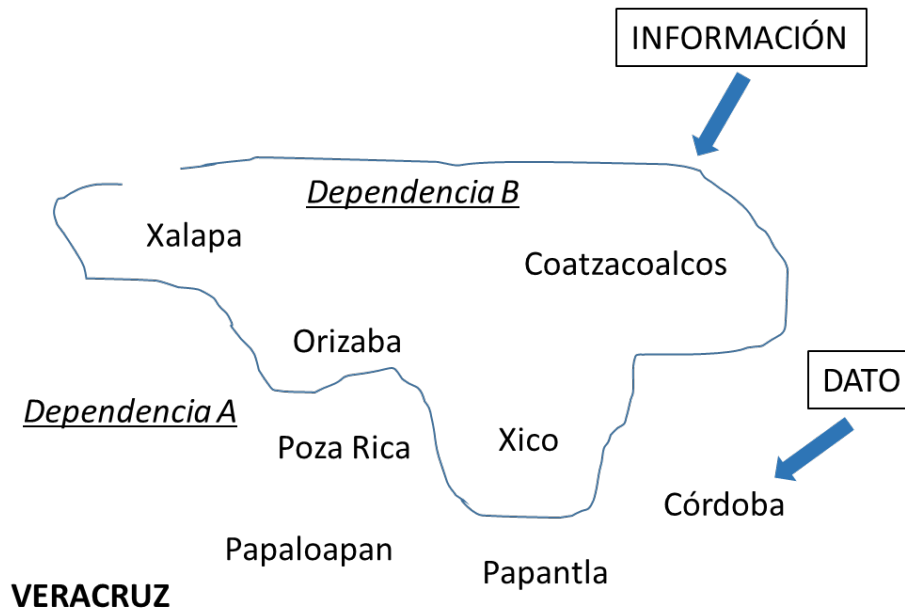 INFORMACIÓN
Dependencia B
Xalapa
Coatzacoalcos
Orizaba
DATO
Dependencia A
Poza Rica
Xico
Córdoba
Papaloapan
Papantla
VERACRUZ